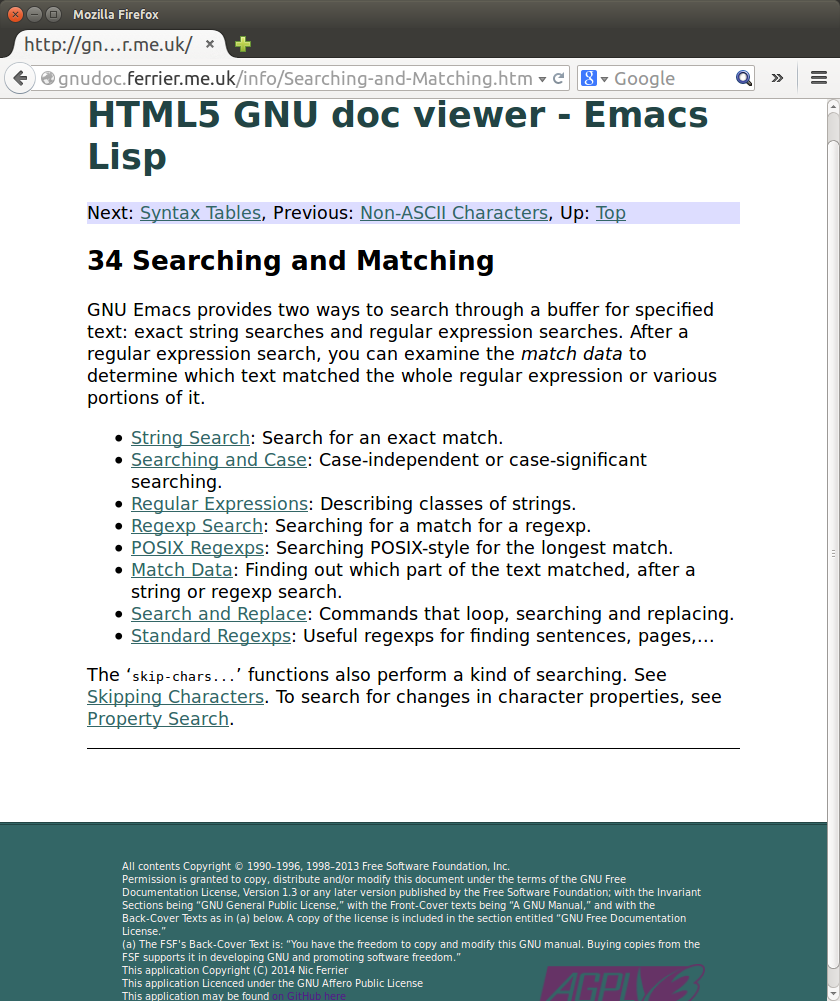 Mozilla Firefox
http://gn...r.me.uk/
gnudoc.ferrier.me.uk/info/Searching-and-Matching.htm
Google
HTML5 GNU doc viewer - Emacs
Lisp
Next: Syntax Tables, Previous: Non-ASCII Characters, Up: Top
34 Searching and Matching
GNU Emacs provides two ways to search through a buffer for specified
text: exact string searches and regular expression searches. After a
regular expression search, you can examine the match data to
determine which text matched the whole regular expression or various
portions of it.
• String Search: Search for an exact match.
• Searching and Case: Case-independent or case-significant
searching.
• Regular Expressions: Describing classes of strings.
• Regexp Search: Searching for a match for a regexp.
• POSIX Regexps: Searching POSIX-style for the longest match.
• Match Data: Finding out which part of the text matched, after a
string or regexp search.
• Search and Replace: Commands that loop, searching and replacing.
• Standard Regexps: Useful regexps for finding sentences, pages,...
The ‘skip-chars...’ functions also perform a kind of searching. See
Skipping Characters. To search for changes in character properties, see
Property Search.
All contents Copyright © 1990–1996, 1998–2013 Free Software Foundation, Inc.
Permission is granted to copy, distribute and/or modify this document under the terms of the GNU Free
Documentation License, Version 1.3 or any later version published by the Free Software Foundation; with the Invariant
Sections being “GNU General Public License,” with the Front-Cover texts being “A GNU Manual,” and with the
Back-Cover Texts as in (a) below. A copy of the license is included in the section entitled “GNU Free Documentation
License.”
(a) The FSF's Back-Cover Text is: “You have the freedom to copy and modify this GNU manual. Buying copies from the
FSF supports it in developing GNU and promoting software freedom.”
This application Copyright (C) 2014 Nic Ferrier
This application Licenced under the GNU Affero Public License
This application may be found on GitHub here
AGPLv3